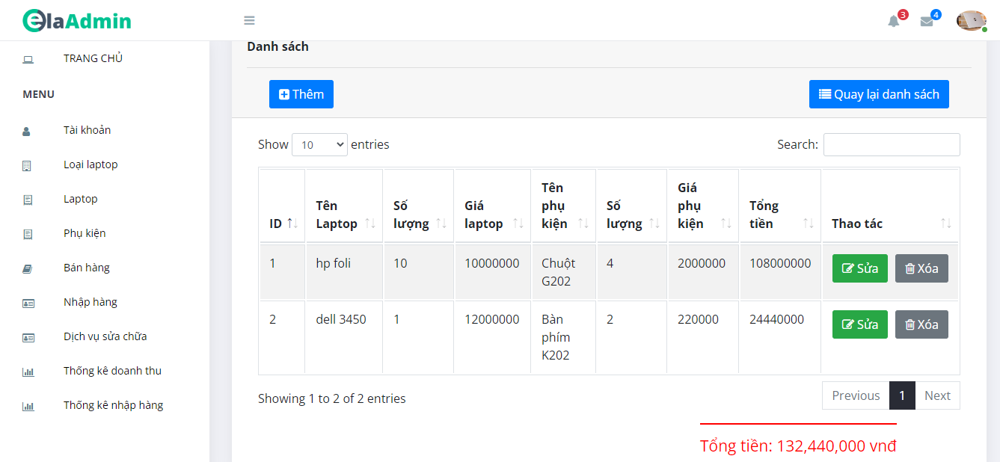 elaAdmin
3
4
TRANG CHỦ
MENU
Tài khoản
Loại laptop
Laptop
Phụ kiện
Bán hàng
Nhập hàng
Dịch vụ sửa chữa
Thống kê doanh thu
Thống kê nhập hàng
Danh sách
Thêm
Quay lại danh sách
Show 10 entries
Search:
ID
Tên
Laptop
Số
lượng
Giá
laptop
Tên
phụ
kiện
Số
lượng
Giá
phụ
kiện
Tổng
tiền
Thao tác
1
hp foli
10
10000000
Chuột
G202
4
2000000
108000000
Sửa
Xóa
2
dell 3450
1
12000000
Bàn
phím
K202
2
220000
24440000
Sửa
Xóa
Showing 1 to 2 of 2 entries
Previous
1
Next
Tổng tiền: 132,440,000 vnđ